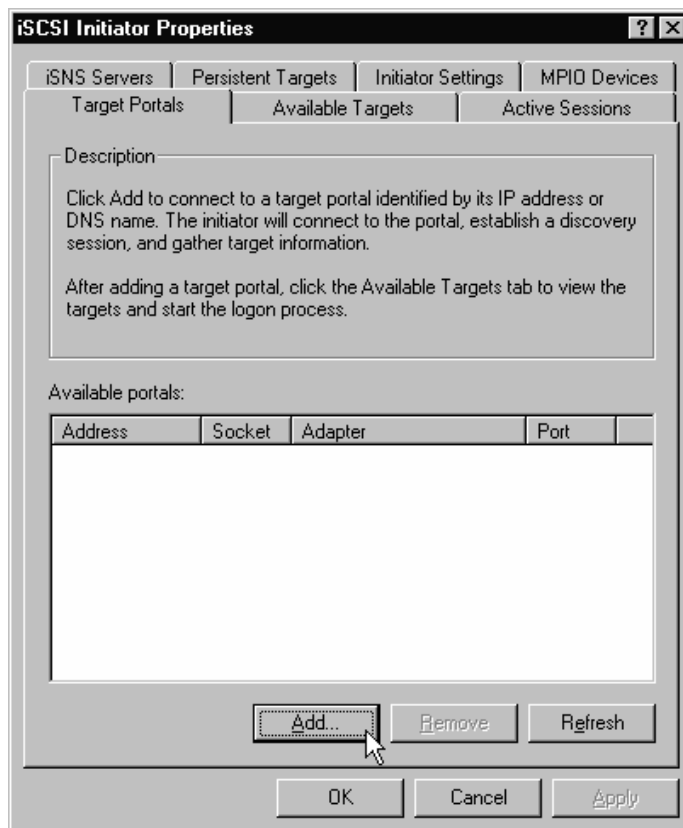 iSCSI Initiator Properties
iSNS Servers Persistent Targets Initiator Settings MPIO Devices
Target Portals Available Targets Active Sessions
Description
Click Add to connect to a target portal identified by its IP address or
DNS name. The initiator will connect to the portal, establish a discovery
session, and gather target information.
After adding a target portal, click the Available Targets tab to view the
targets and start the logon process.
Available portals:
Address Socket Adapter Port
Add... Remove Refresh
OK Cancel Apply